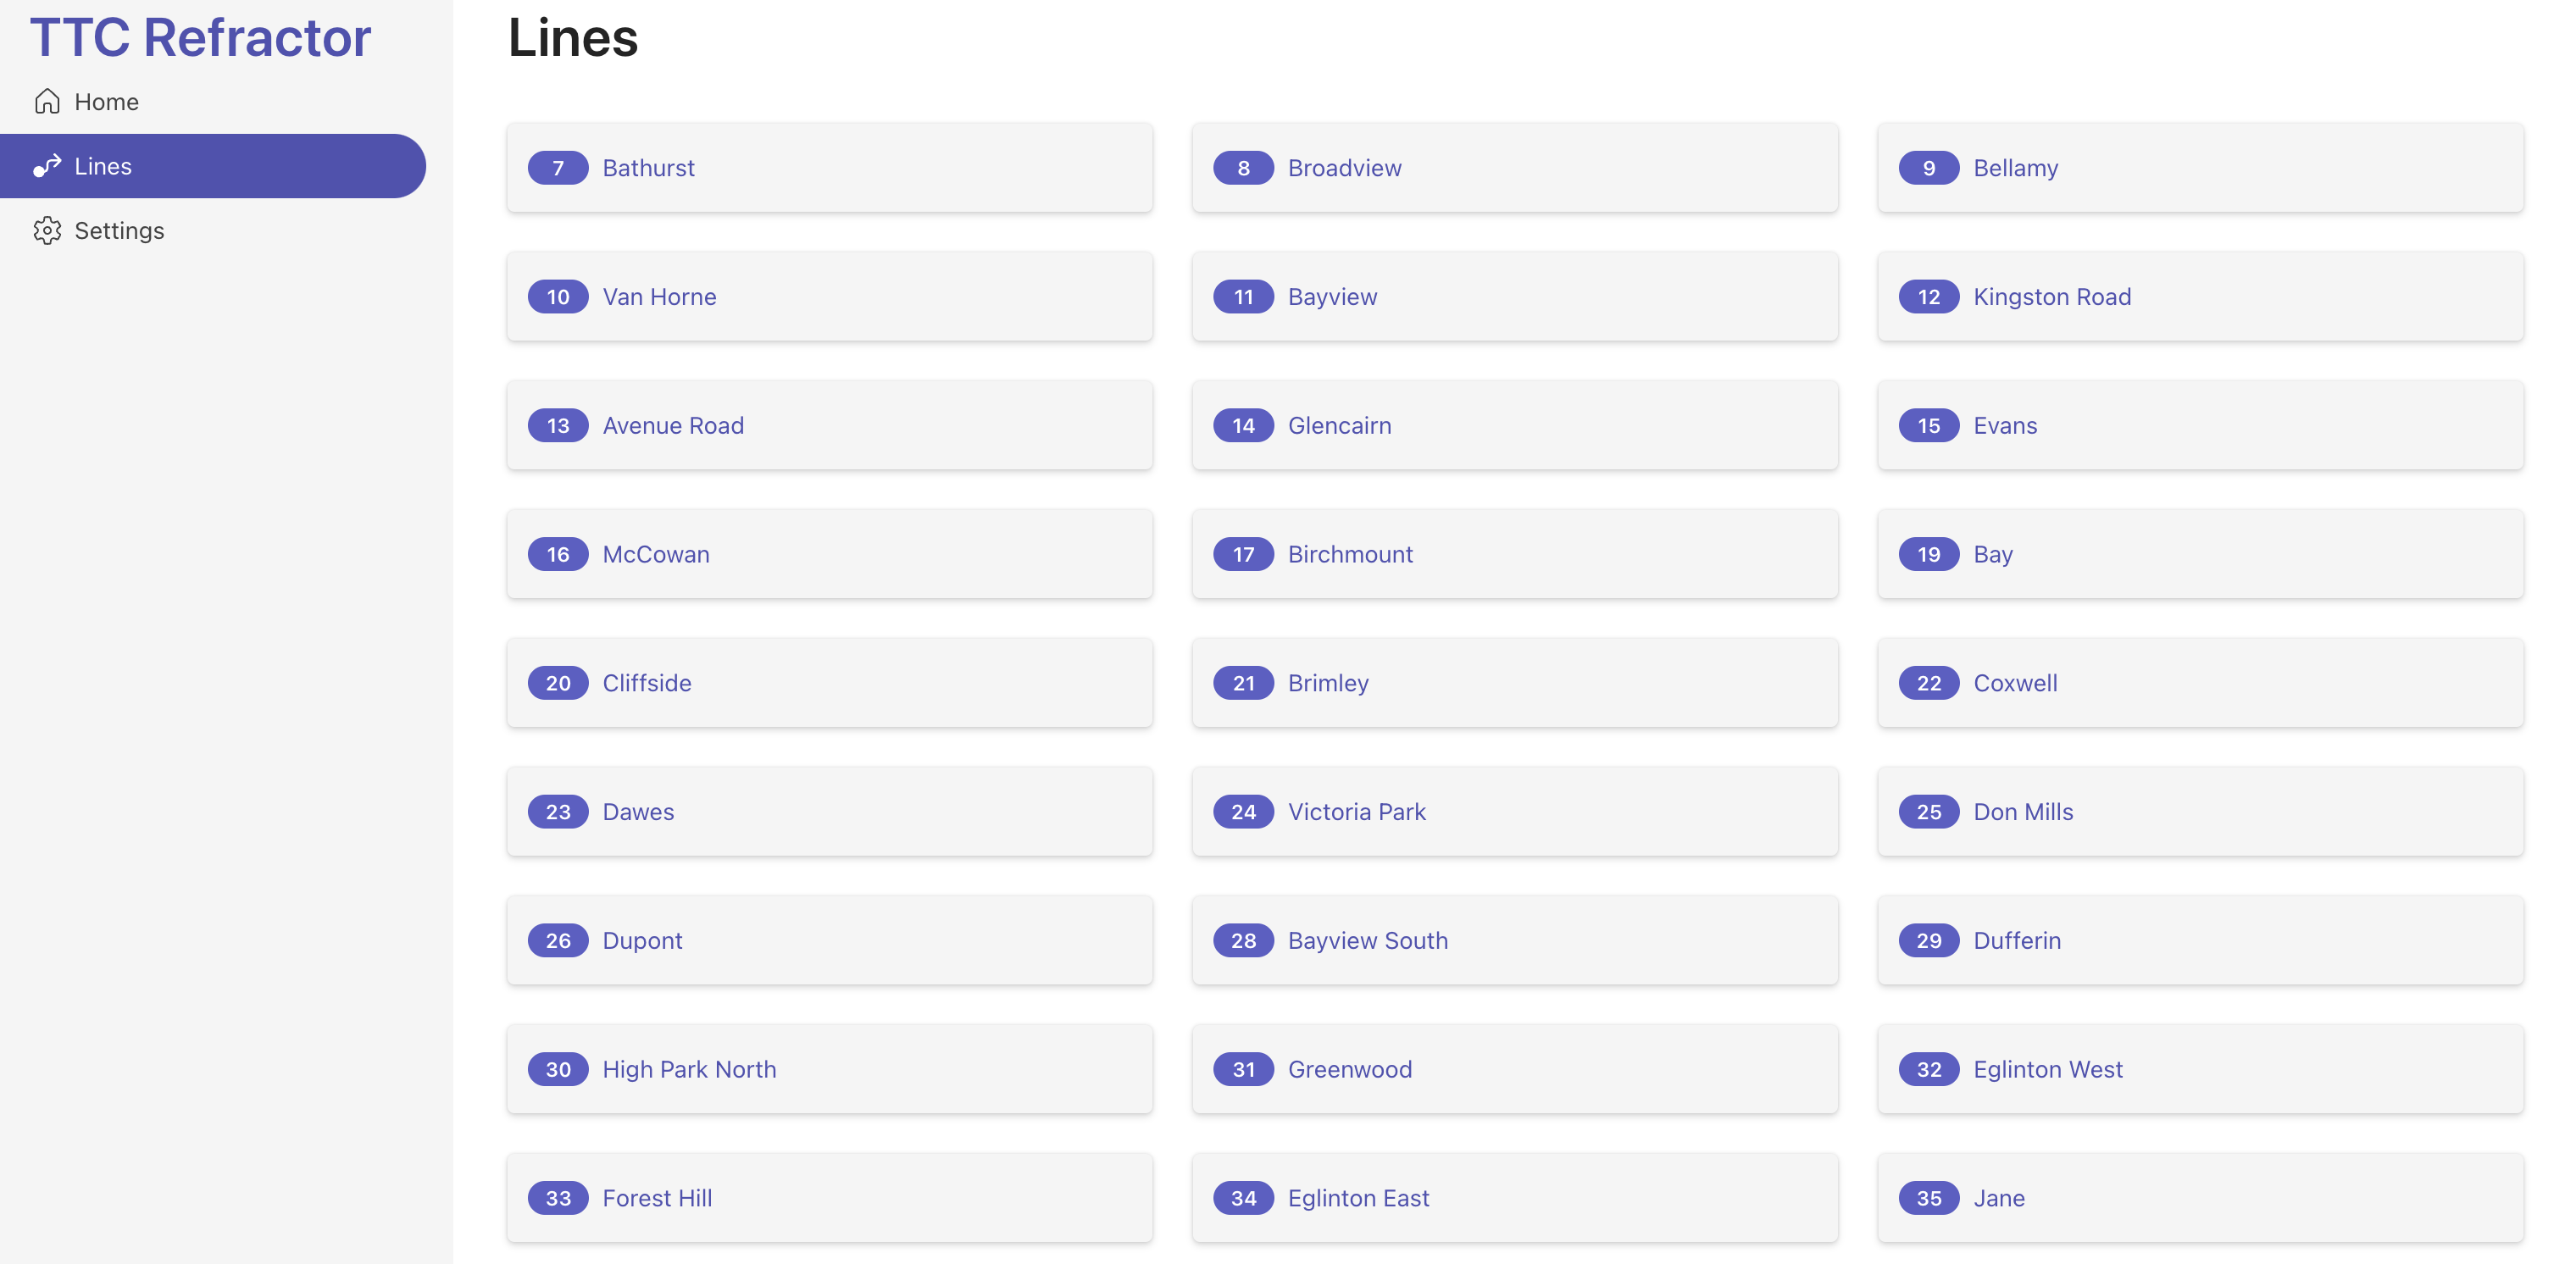 TTC Refractor
Home
Lines
Settings
Lines
7 Bathurst
8 Broadview
9 Bellamy
10 Van Horne
11 Bayview
12 Kingston Road
13 Avenue Road
14 Glencairn
15 Evans
16 McCowan
17 Birchmount
19 Bay
20 Cliffside
21 Brimley
22 Coxwell
23 Dawes
24 Victoria Park
25 Don Mills
26 Dupont
28 Bayview South
29 Dufferin
30 High Park North
31 Greenwood
32 Eglinton West
33 Forest Hill
34 Eglinton East
35 Jane